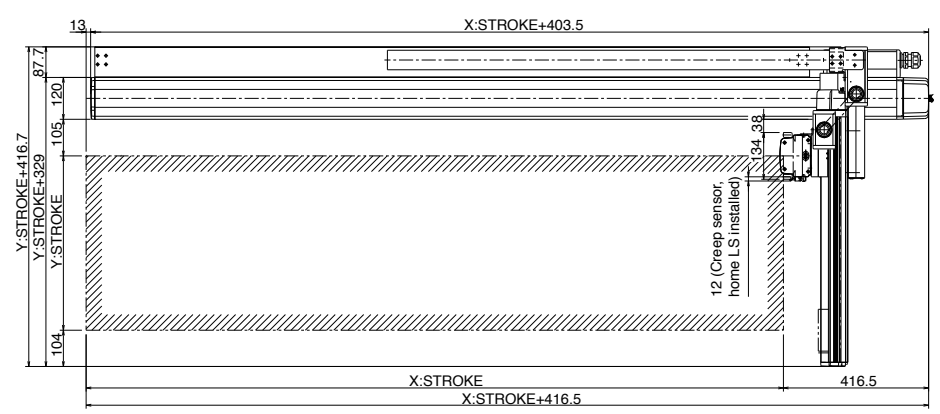 13
X:STROKE+403.5
87.7
120
105
Y:STROKE+416.7
Y:STROKE+329
Y:STROKE
104
38
134
12 (Creep sensor,
home LS installed)
X:STROKE
416.5
X:STROKE+416.5